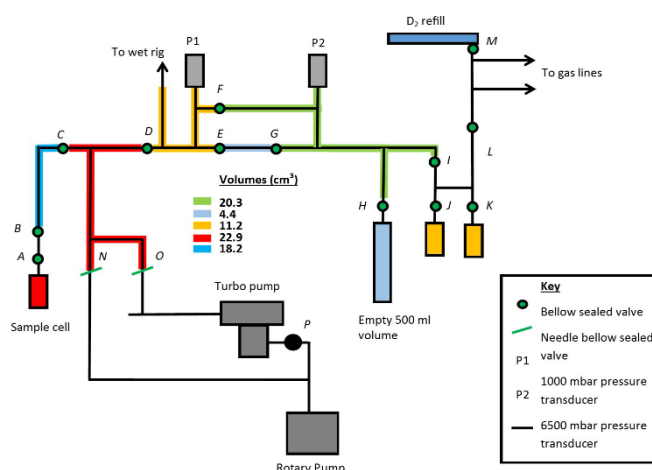 D₂ refill
M
P1
P2
To wet rig
To gas lines
F
C
D
E
G
I
L
Volumes (cm³)
20.3
4.4
11.2
22.9
18.2
H
J
K
B
A
N
O
Sample cell
Turbo pump
P
Empty 500 ml
volume
Rotary Pump
Key
Bellow sealed valve
Needle bellow sealed
valve
P1
1000 mbar pressure
P2
transducer
6500 mbar pressure
transducer